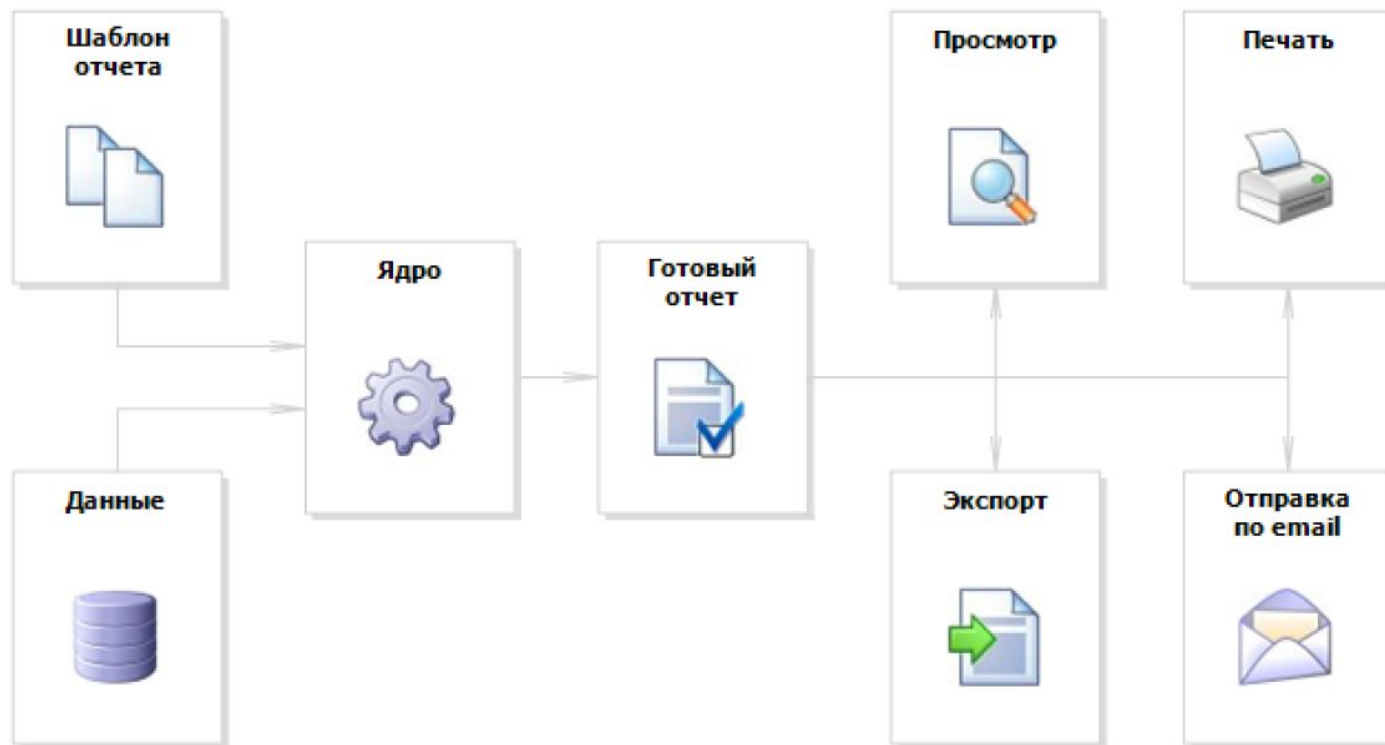 Шаблон
отчета
Просмотр
Печать
Ядро
Готовый
отчет
Данные
Экспорт
Отправка
по email